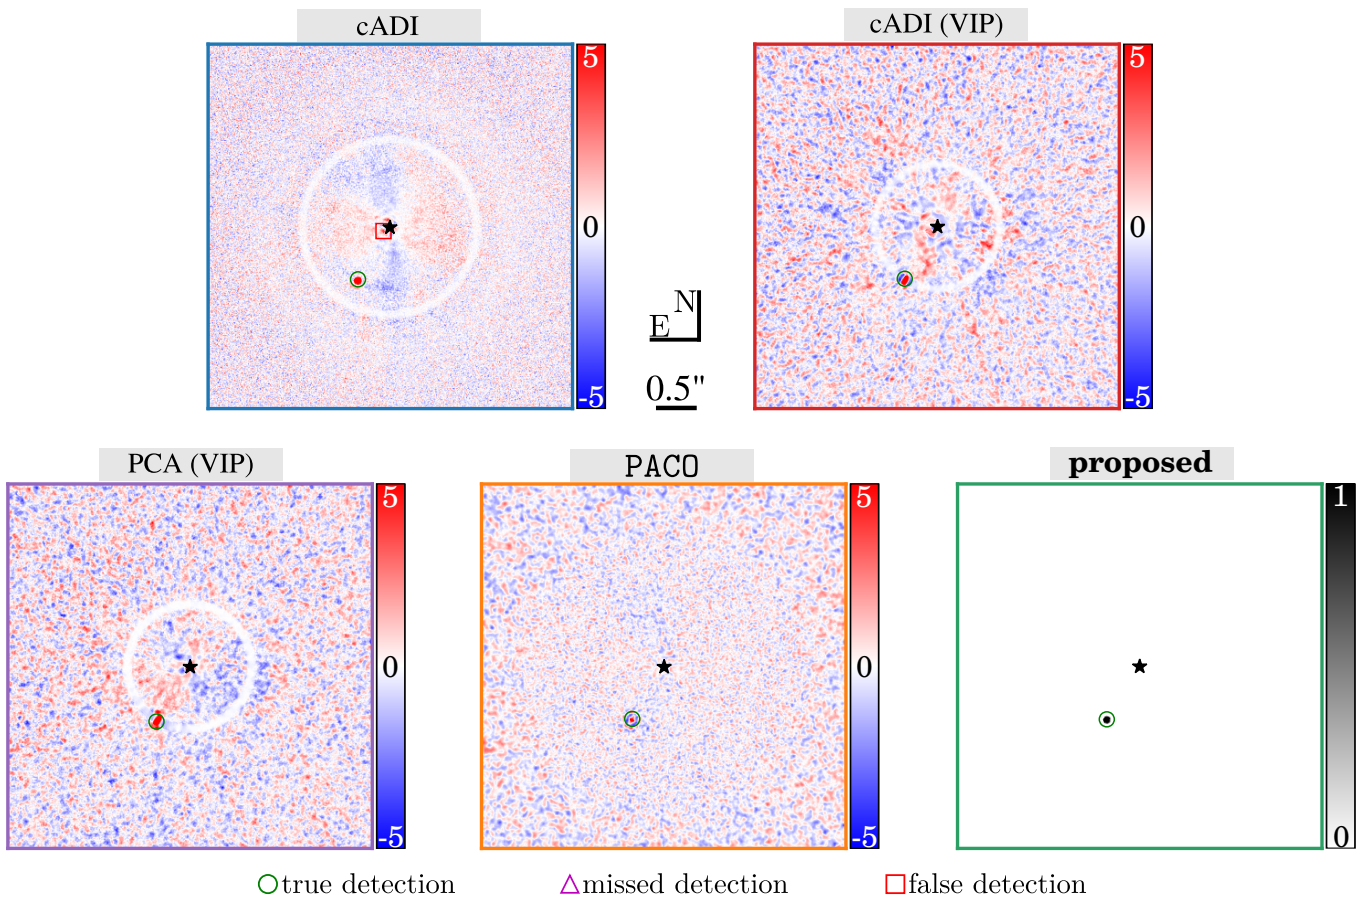 cADI
cADI (VIP)
5
0
-5
5
0
-5
N
E
0.5"
PCA (VIP)
PACO
proposed
5
0
-5
5
0
-5
1
0
true detection
missed detection
false detection